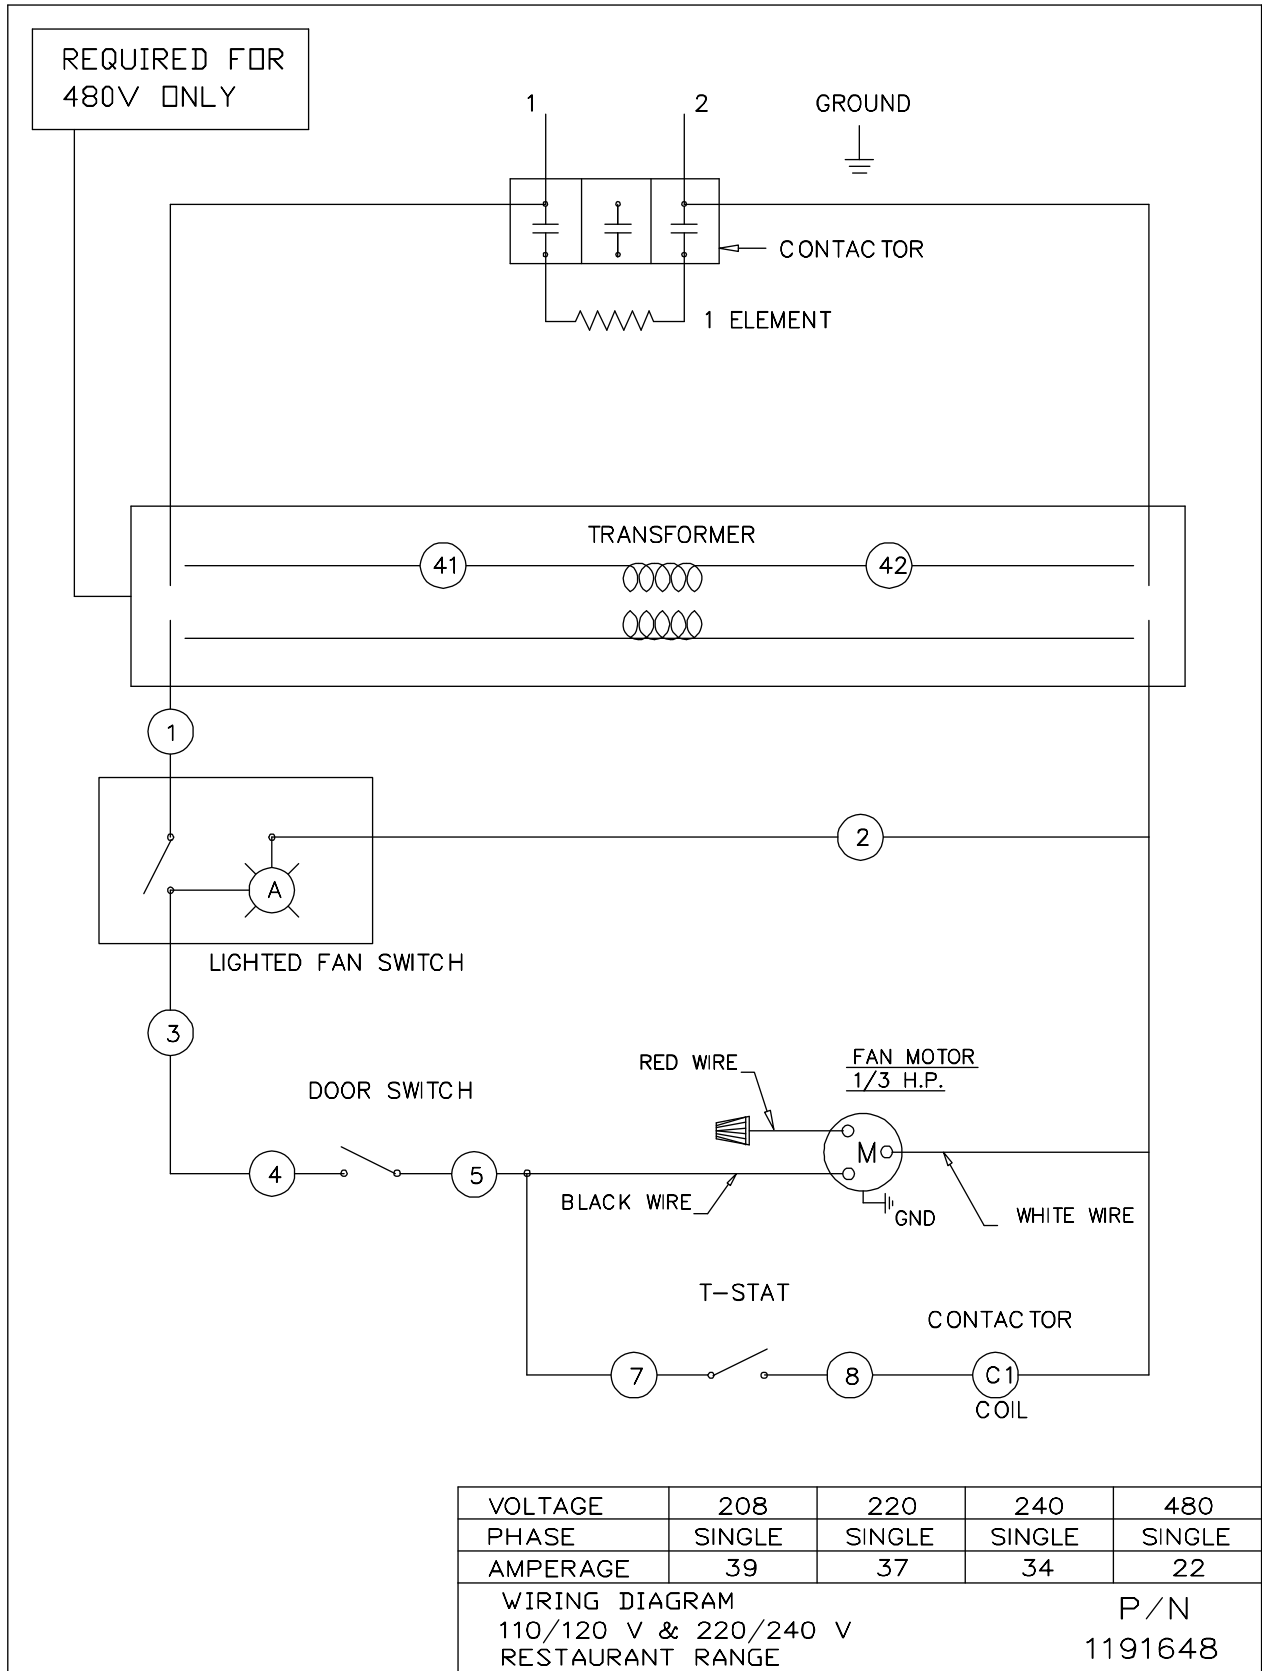 REQUIRED FOR
480V ONLY
1
2
GROUND
CONTACTOR
1 ELEMENT
TRANSFORMER
41
42
1
2
A
LIGHTED FAN SWITCH
3
RED WIRE
FAN MOTOR
1/3 H.P.
DOOR SWITCH
M
4
5
BLACK WIRE
GND
WHITE WIRE
T-STAT
CONTACTOR
7
8
C1
COIL
VOLTAGE 208 220 240 480
PHASE SINGLE SINGLE SINGLE SINGLE
AMPERAGE 39 37 34 22
WIRING DIAGRAM
110/120 V & 220/240 V
RESTAURANT RANGE
P/N
1191648